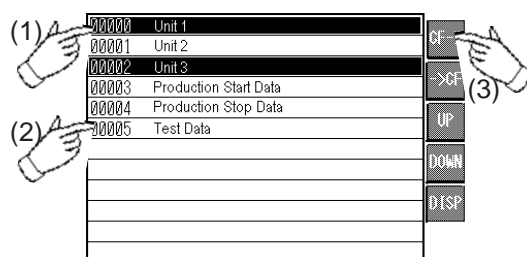 (1)
00000 Unit 1
00001 Unit 2
00002 Unit 3
00003 Production Start Data
00004 Production Stop Data
(2)
00005 Test Data
->CF
(3)
UP
DOWN
DISP